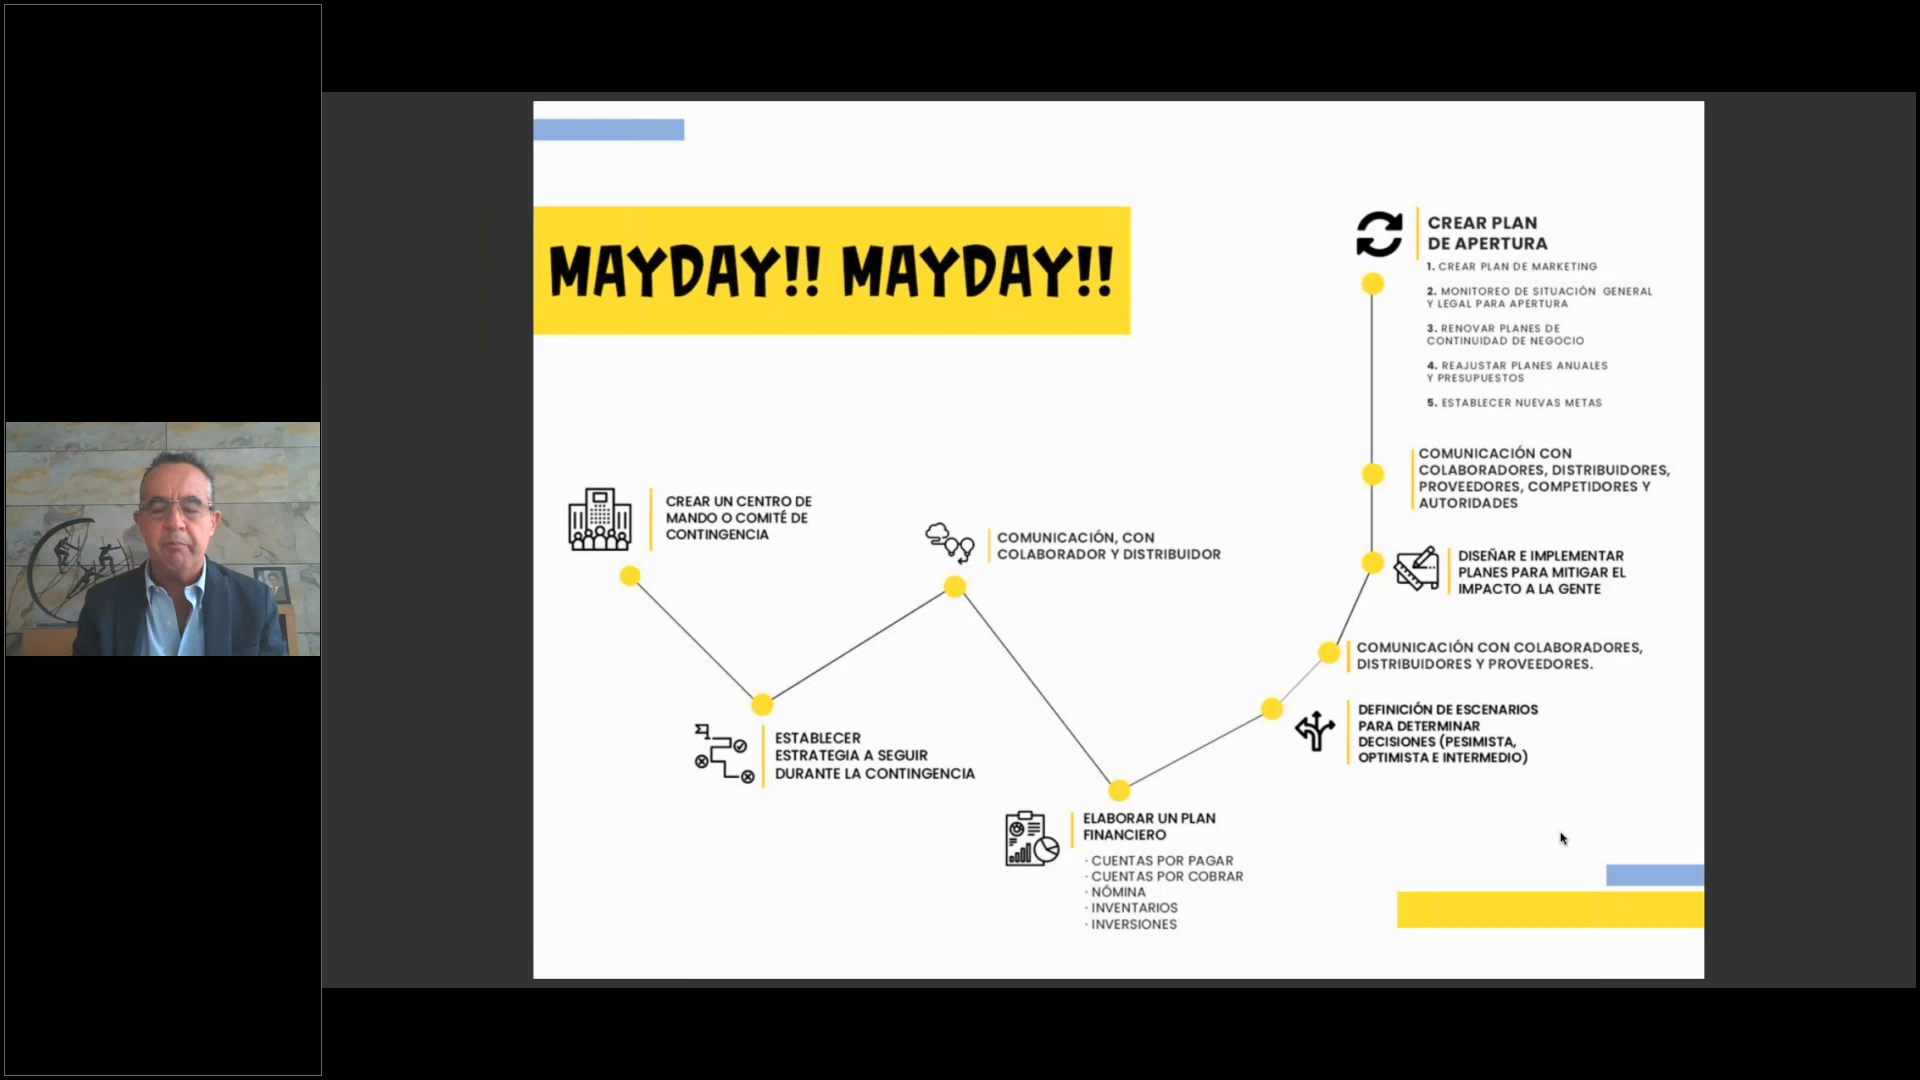 MAYDAY!! MAYDAY!!
CREAR UN CENTRO DE
MANDO O COMITÉ DE
CONTINGENCIA
ESTABLECER
ESTRATEGIA A SEGUIR
DURANTE LA CONTINGENCIA
COMUNICACIÓN, CON
COLABORADOR Y DISTRIBUIDOR
ELABORAR UN PLAN
FINANCIERO
· CUENTAS POR PAGAR
· CUENTAS POR COBRAR
· NÓMINA
· INVENTARIOS
· INVERSIONES
DEFINICIÓN DE ESCENARIOS
PARA DETERMINAR
DECISIONES (PESIMISTA,
OPTIMISTA E INTERMEDIO)
COMUNICACIÓN CON COLABORADORES,
DISTRIBUIDORES Y PROVEEDORES.
DISEÑAR E IMPLEMENTAR
PLANES PARA MITIGAR EL
IMPACTO A LA GENTE
COMUNICACIÓN CON
COLABORADORES, DISTRIBUIDORES,
PROVEEDORES, COMPETIDORES Y
AUTORIDADES
CREAR PLAN
DE APERTURA
1. CREAR PLAN DE MARKETING
2. MONITOREO DE SITUACIÓN GENERAL
Y LEGAL PARA APERTURA
3. RENOVAR PLANES DE
CONTINUIDAD DE NEGOCIO
4. REAJUSTAR PLANES ANUALES
Y PRESUPUESTOS
5. ESTABLECER NUEVAS METAS